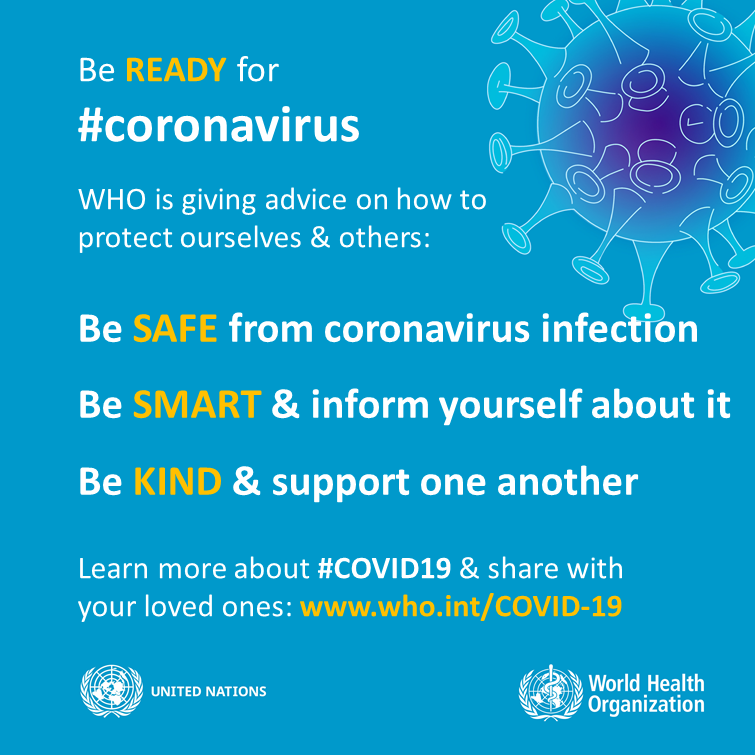 Be READY for
#coronavirus
WHO is giving advice on how to
protect ourselves & others:
Be SAFE from coronavirus infection
Be SMART & inform yourself about it
Be KIND & support one another
Learn more about #COVID19 & share with
your loved ones: www.who.int/COVID-19
UNITED NATIONS
World Health
Organization